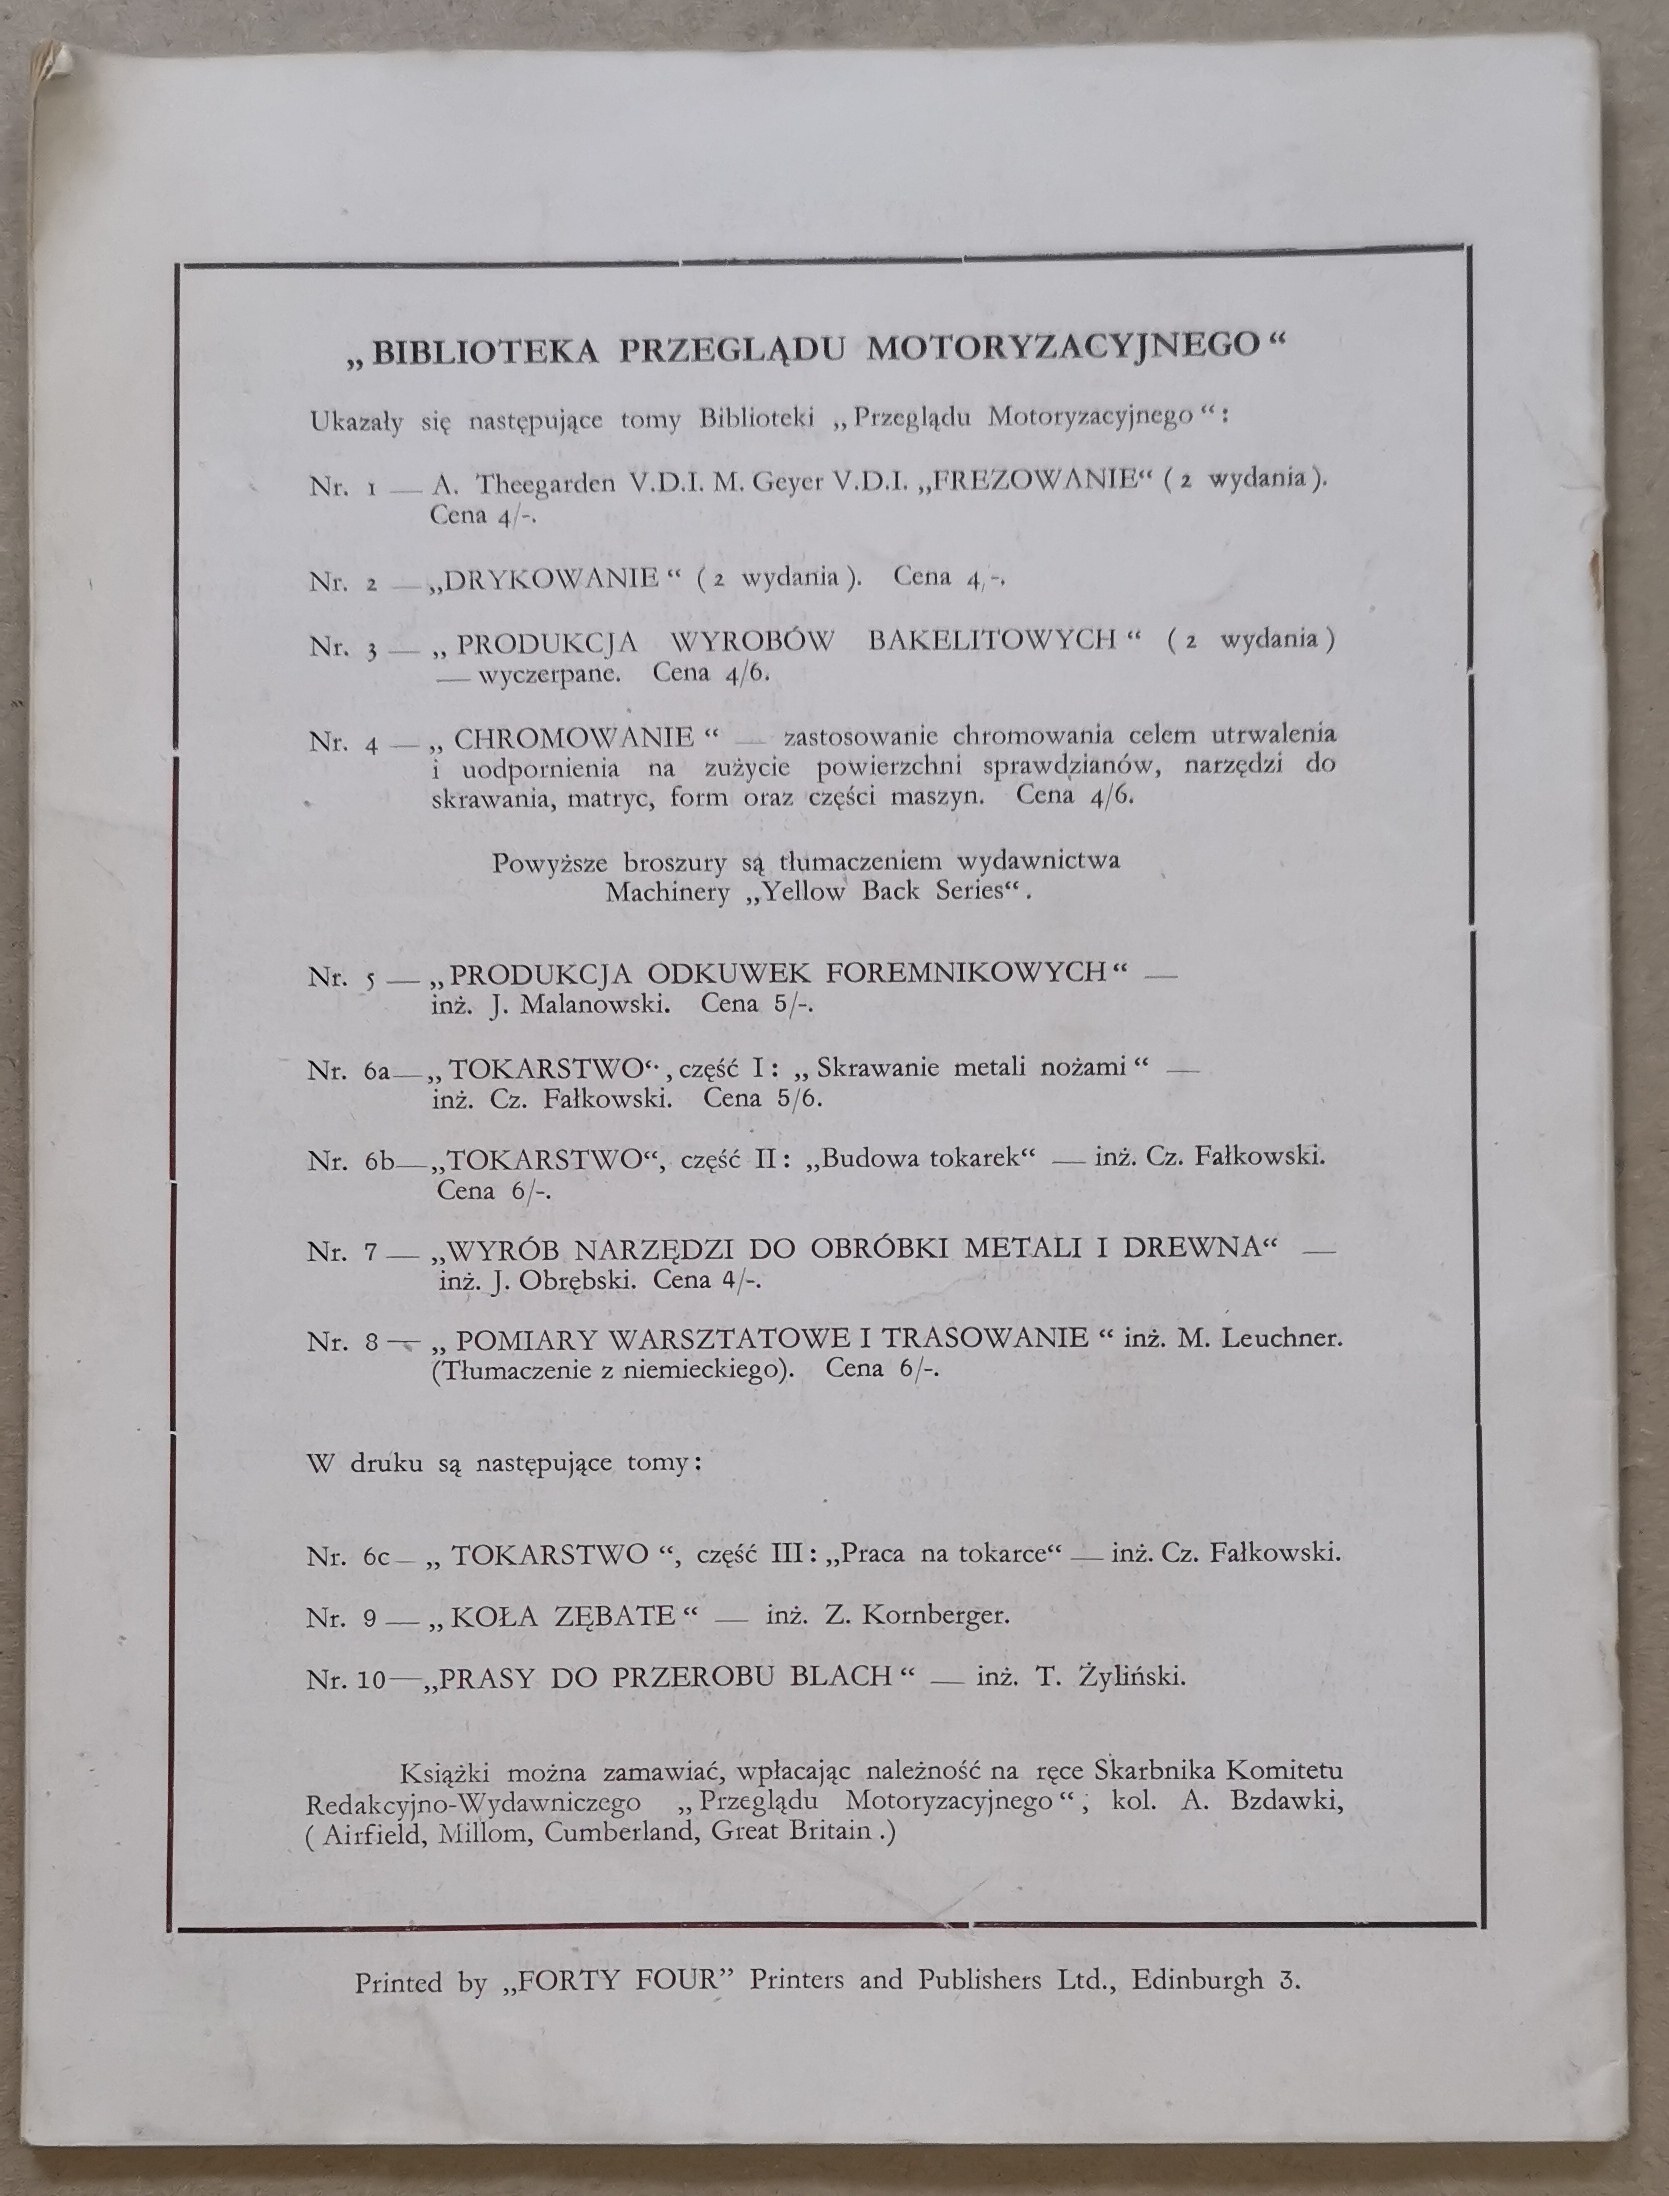 „BIBLIOTEKA PRZEGLĄDU MOTORYZACYJNEGO“
Ukazały się następujące tomy Biblioteki „Przeglądu Motoryzacyjnego“:
Nr. 1 — A. Theegarden V.D.I. M. Geyer V.D.I. „FREZOWANIE“ (2 wydania).
Cena 4/-.
Nr. 2 — „DRYKOWANIE“ (2 wydania). Cena 4/-.
Nr. 3 — „PRODUKCJA WYROBÓW BAKELITOWYCH“ (2 wydania)
— wyczerpane. Cena 4/6.
Nr. 4 — „CHROMOWANIE“ — zastosowanie chromowania celem utrwalenia
i uodpornienia na zużycie powierzchni sprawdzianów, narzędzi do
skrawania, matryc, form oraz części maszyn. Cena 4/6.
Powyższe broszury są tłumaczeniem wydawnictwa
Machinery „Yellow Back Series“.
Nr. 5 — „PRODUKCJA ODKUWEK FOREMNIKOWYCH“ —
inż. J. Malanowski. Cena 5/-.
Nr. 6a — „TOKARSTWO“, część I: „Skrawanie metali nożami“ —
inż. Cz. Fałkowski. Cena 5/6.
Nr. 6b — „TOKARSTWO“, część II: „Budowa tokarek“ — inż. Cz. Fałkowski.
Cena 6/-.
Nr. 7 — „WYRÓB NARZĘDZI DO OBRÓBKI METALI I DREWNA“ —
inż. J. Obrębski. Cena 4/-.
Nr. 8 — „POMIARY WARSZTATOWE I TRASOWANIE“ inż. M. Leuchner.
(Tłumaczenie z niemieckiego). Cena 6/-.
W druku są następujące tomy:
Nr. 6c — „TOKARSTWO“, część III: „Praca na tokarce“ — inż. Cz. Fałkowski.
Nr. 9 — „KOŁA ZĘBATE“ — inż. Z. Kornberger.
Nr. 10 — „PRASY DO PRZEROBU BLACH“ — inż. T. Żyliński.
Książki można zamawiać, wpłacając należność na ręce Skarbnika Komitetu
Redakcyjno-Wydawniczego „Przeglądu Motoryzacyjnego“, kol. A. Bzdawki,
(Airfield, Millom, Cumberland, Great Britain.)
Printed by „FORTY FOUR” Printers and Publishers Ltd., Edinburgh 3.